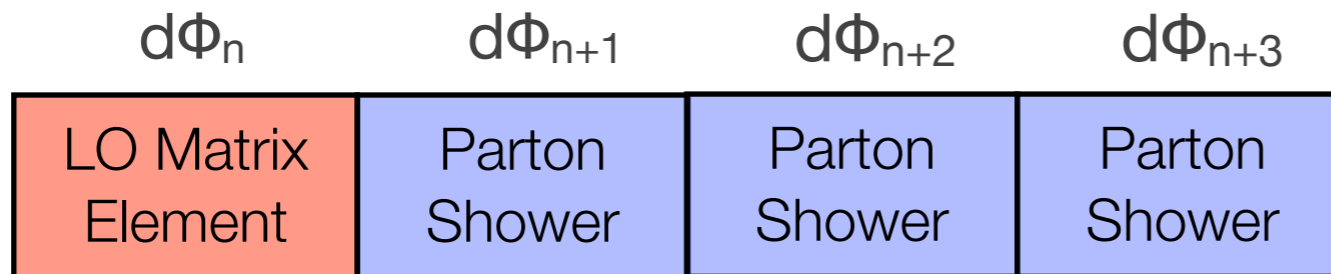 dΦn dΦn+1 dΦn+2 dΦn+3
LO Matrix Parton Parton Parton
Element Shower Shower Shower